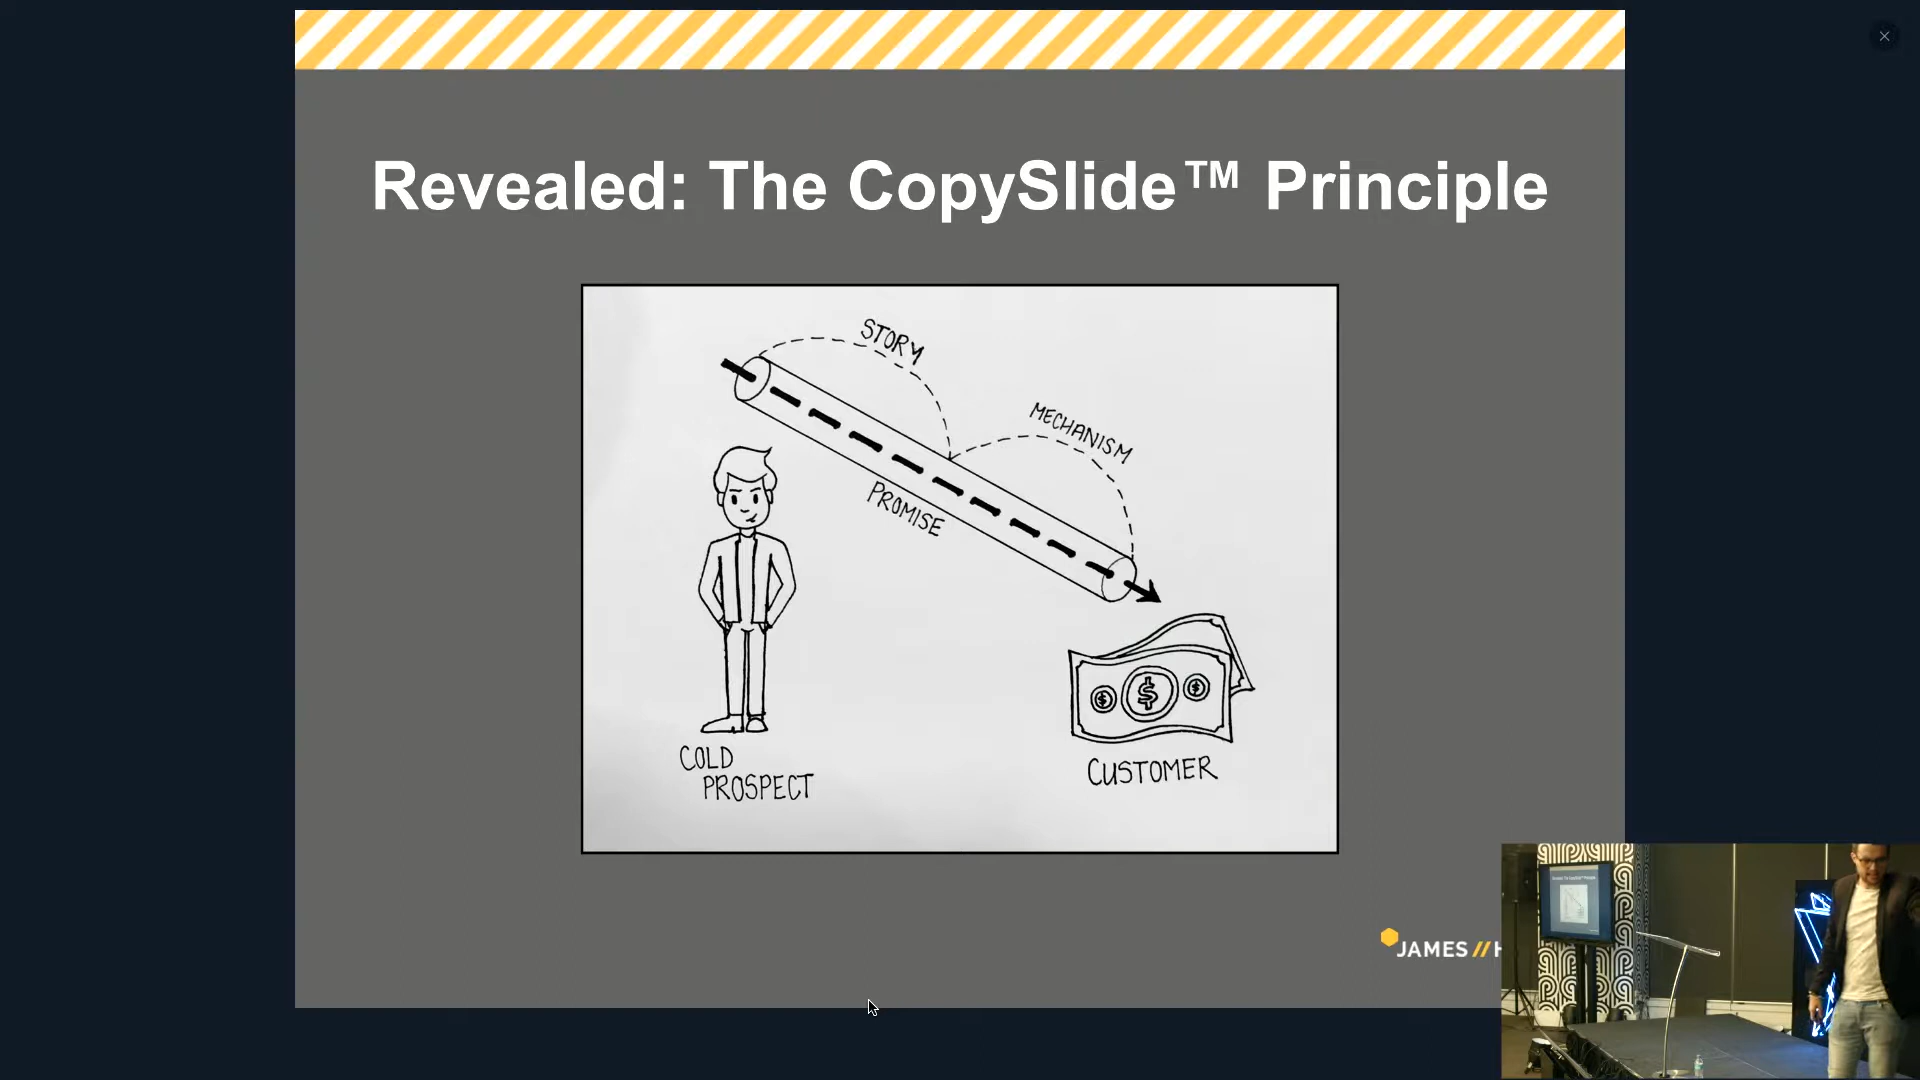 Revealed: The CopySlide™ Principle
STORY
MECHANISM
PROMISE
COLD
PROSPECT
CUSTOMER
JAMES // H